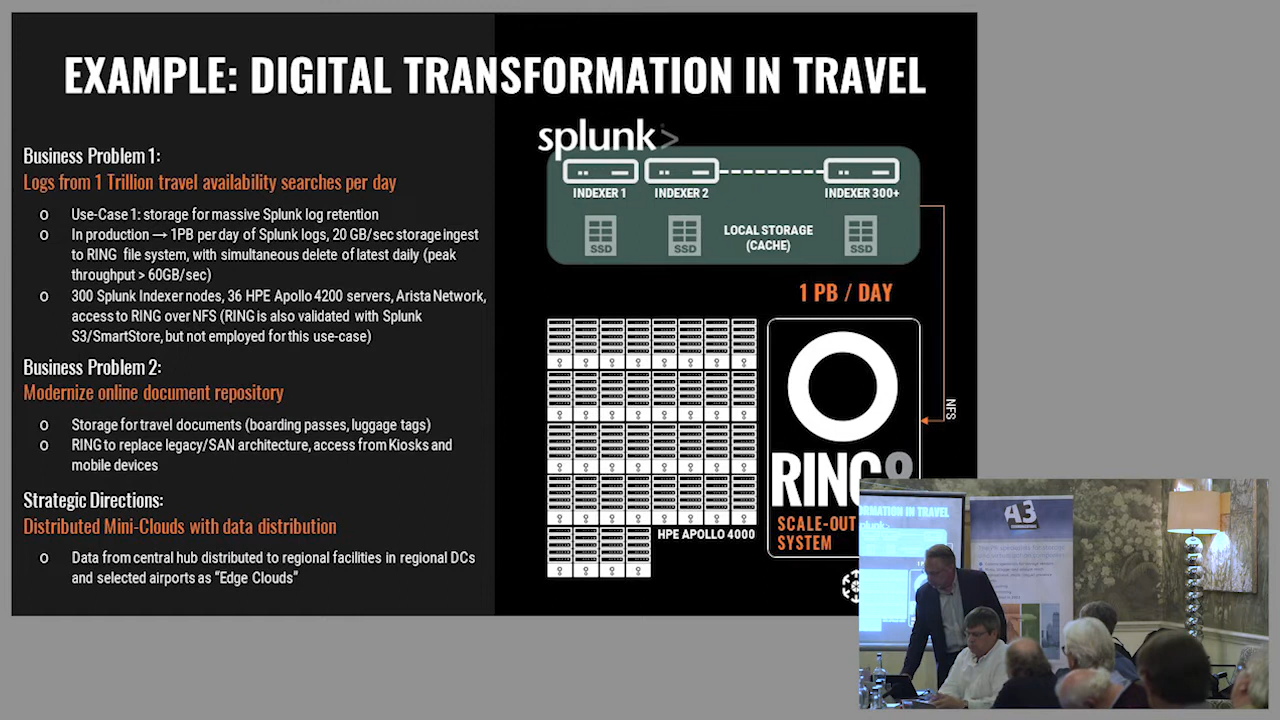 EXAMPLE: DIGITAL TRANSFORMATION IN TRAVEL
Business Problem 1:
Logs from 1 Trillion travel availability searches per day
o Use-Case 1: storage for massive Splunk log retention
o In production → 1PB per day of Splunk logs, 20 GB/sec storage ingest
to RING file system, with simultaneous delete of latest daily (peak
throughput > 60GB/sec)
o 300 Splunk Indexer nodes, 36 HPE Apollo 4200 servers, Arista Network,
access to RING over NFS (RING is also validated with Splunk
S3/SmartStore, but not employed for this use-case)
Business Problem 2:
Modernize online document repository
o Storage for travel documents (boarding passes, luggage tags)
o RING to replace legacy/SAN architecture, access from Kiosks and
mobile devices
Strategic Directions:
Distributed Mini-Clouds with data distribution
o Data from central hub distributed to regional facilities in regional DCs
and selected airports as “Edge Clouds”
splunk>
INDEXER 1 INDEXER 2 INDEXER 300+
SSD SSD LOCAL STORAGE SSD
(CACHE)
1 PB / DAY
NFS
RING8
SCALE-OUT
SYSTEM
HPE APOLLO 4000
ORMATION IN TRAVEL
A3